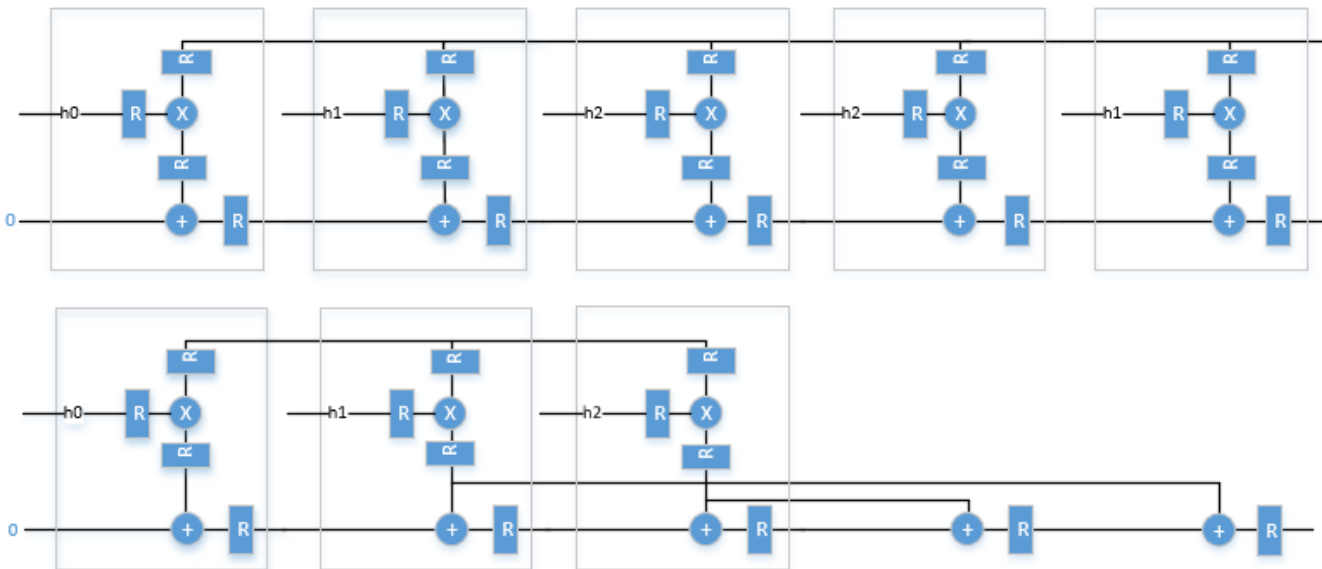 R R R R R
h0 R X h1 R X h2 R X h2 R X h1 R X
R R R R R
0 + R + R + R + R + R
R R R
h0 R X h1 R X h2 R X
R R R
0 + R + R + R + R + R